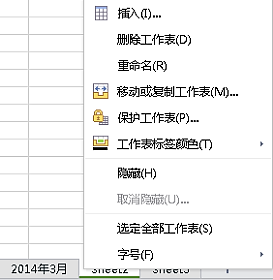 插入(I)...
删除工作表(D)
重命名(R)
移动或复制工作表(M)...
保护工作表(P)...
工作表标签颜色(T)
隐藏(H)
取消隐藏(U)...
选定全部工作表(S)
字号(F)
2014年3月 Sheet2 Sheet3